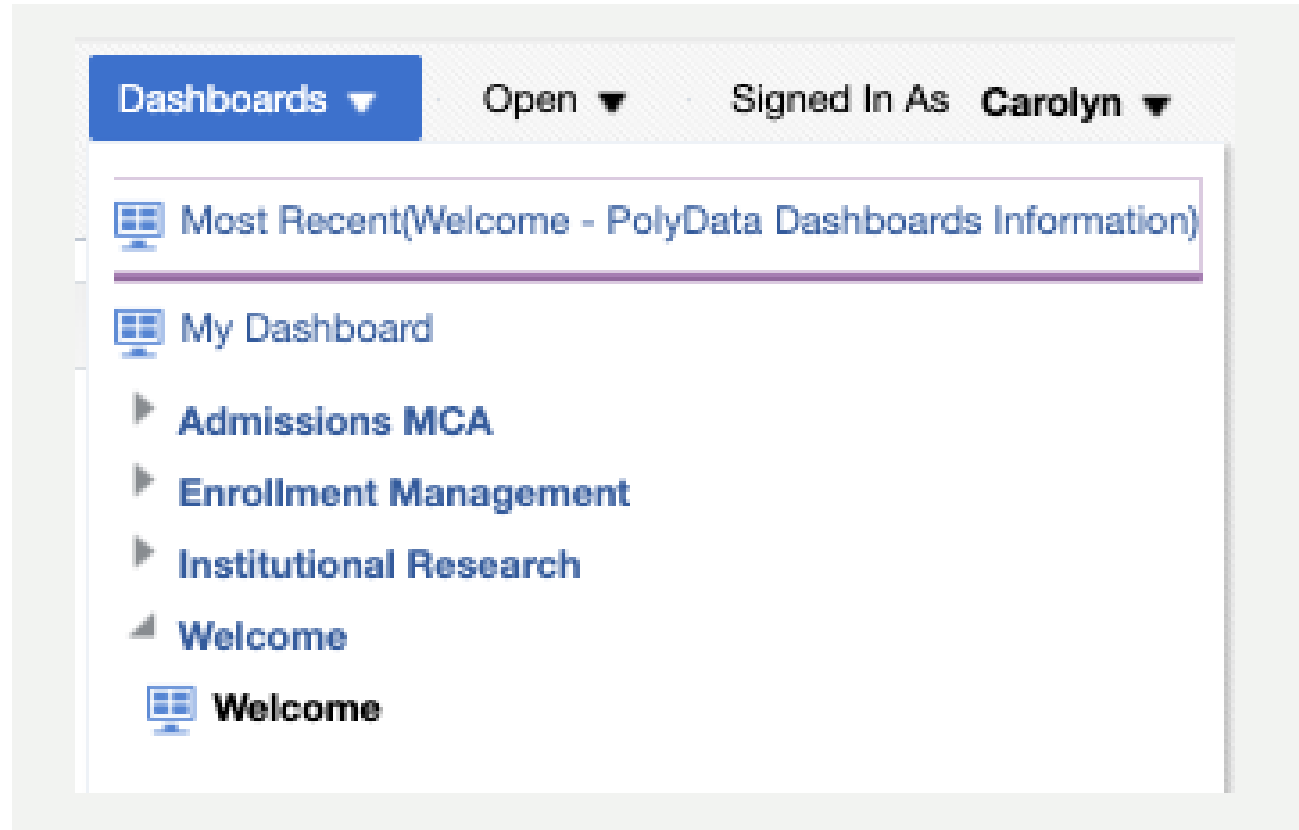 Dashboards Open Signed In As Carolyn
Most Recent(Welcome - PolyData Dashboards Information)
My Dashboard
Admissions MCA
Enrollment Management
Institutional Research
Welcome
Welcome